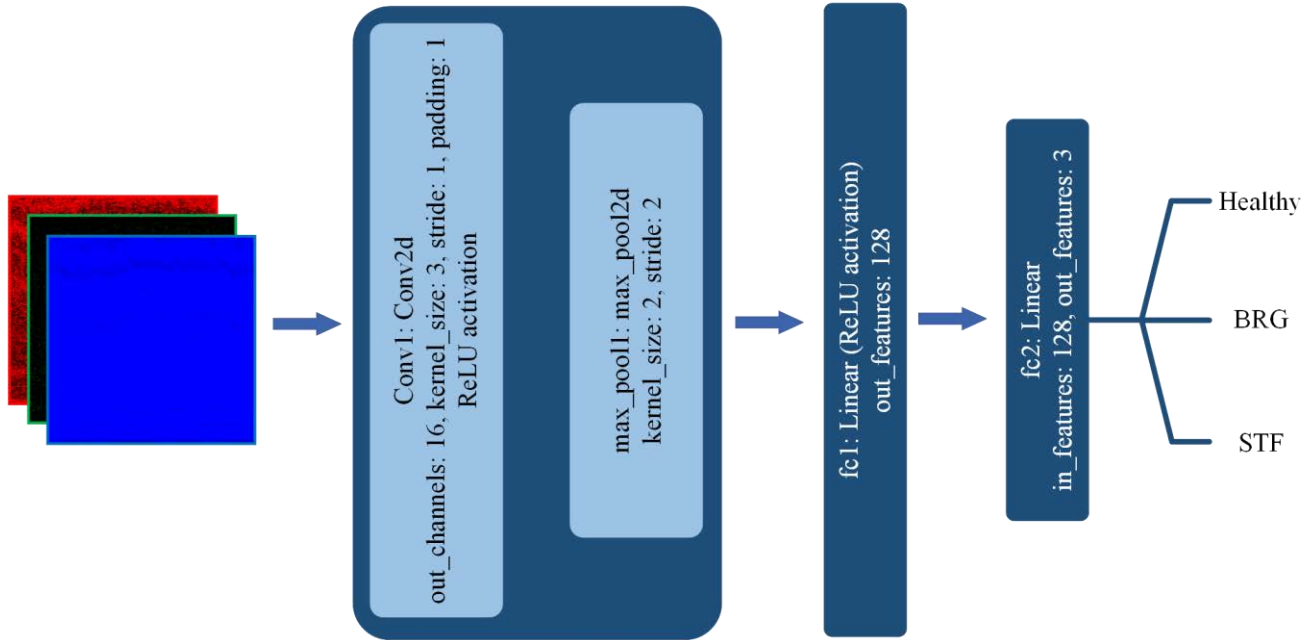 Conv1: Conv2d
out_channels: 16, kernel_size: 3, stride: 1, padding: 1
ReLU activation
max_pool1: max_pool2d
kernel_size: 2, stride: 2
fc1: Linear (ReLU activation)
out_features: 128
fc2: Linear
in_features: 128, out_features: 3
Healthy
BRG
STF